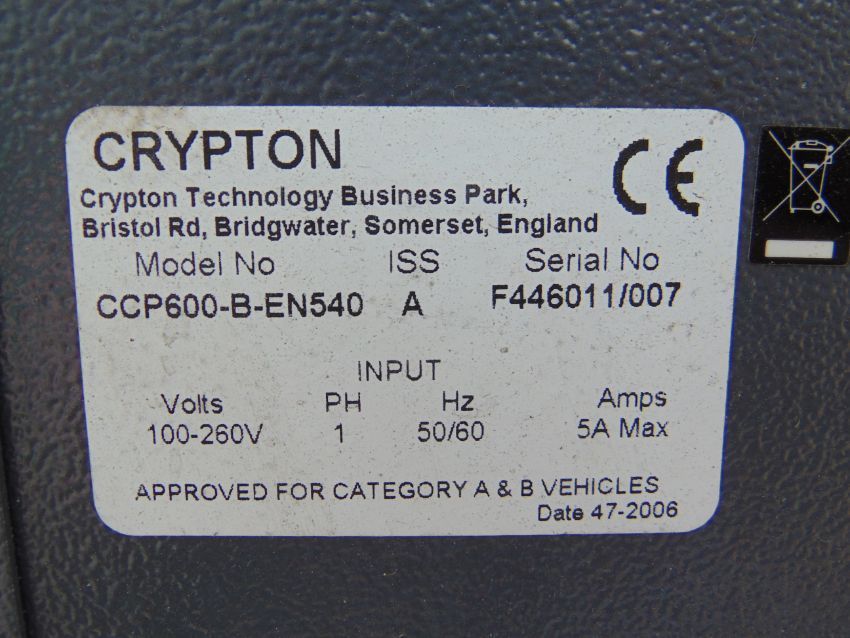 CRYPTON
CE
Crypton Technology Business Park,
Bristol Rd, Bridgwater, Somerset, England
Model No ISS Serial No
CCP600-B-EN540 A F446011/007
INPUT
Volts PH Hz Amps
100-260V 1 50/60 5A Max
APPROVED FOR CATEGORY A & B VEHICLES
Date 47-2006